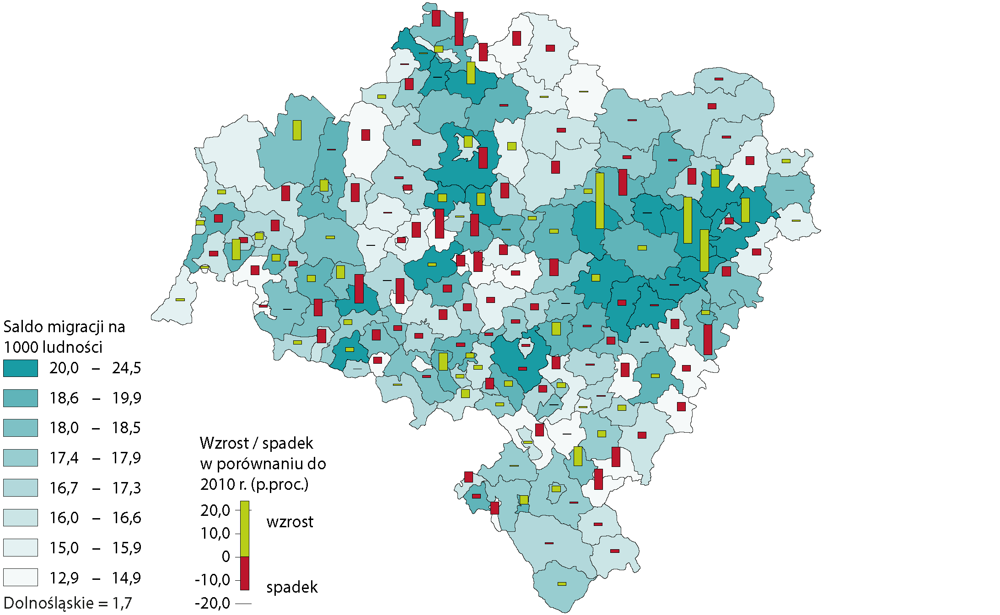 Saldo migracji na
1000 ludności
20,0 – 24,5
18,6 – 19,9
18,0 – 18,5
17,4 – 17,9
16,7 – 17,3
16,0 – 16,6
15,0 – 15,9
12,9 – 14,9
Dolnośląskie = 1,7
Wzrost / spadek
w porównaniu do
2010 r. (p.proc.)
20,0
wzrost
10,0
0
-10,0
spadek
-20,0